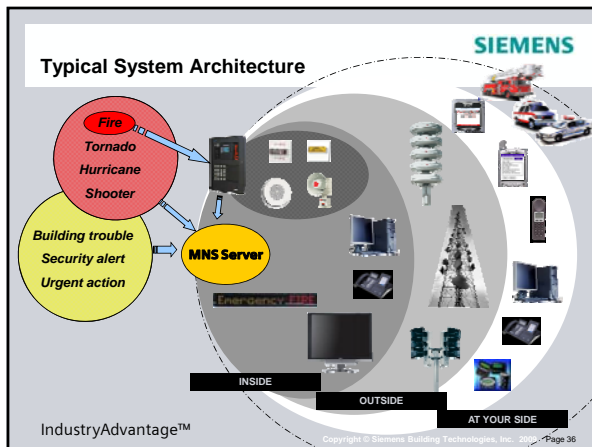 SIEMENS
Typical System Architecture
Fire
Tornado
Hurricane
Shooter
Building trouble
Security alert
Urgent action
MNS Server
Emergency FIRE
INSIDE
OUTSIDE
AT YOUR SIDE
IndustryAdvantage™
Copyright © Siemens Building Technologies, Inc. Page 36